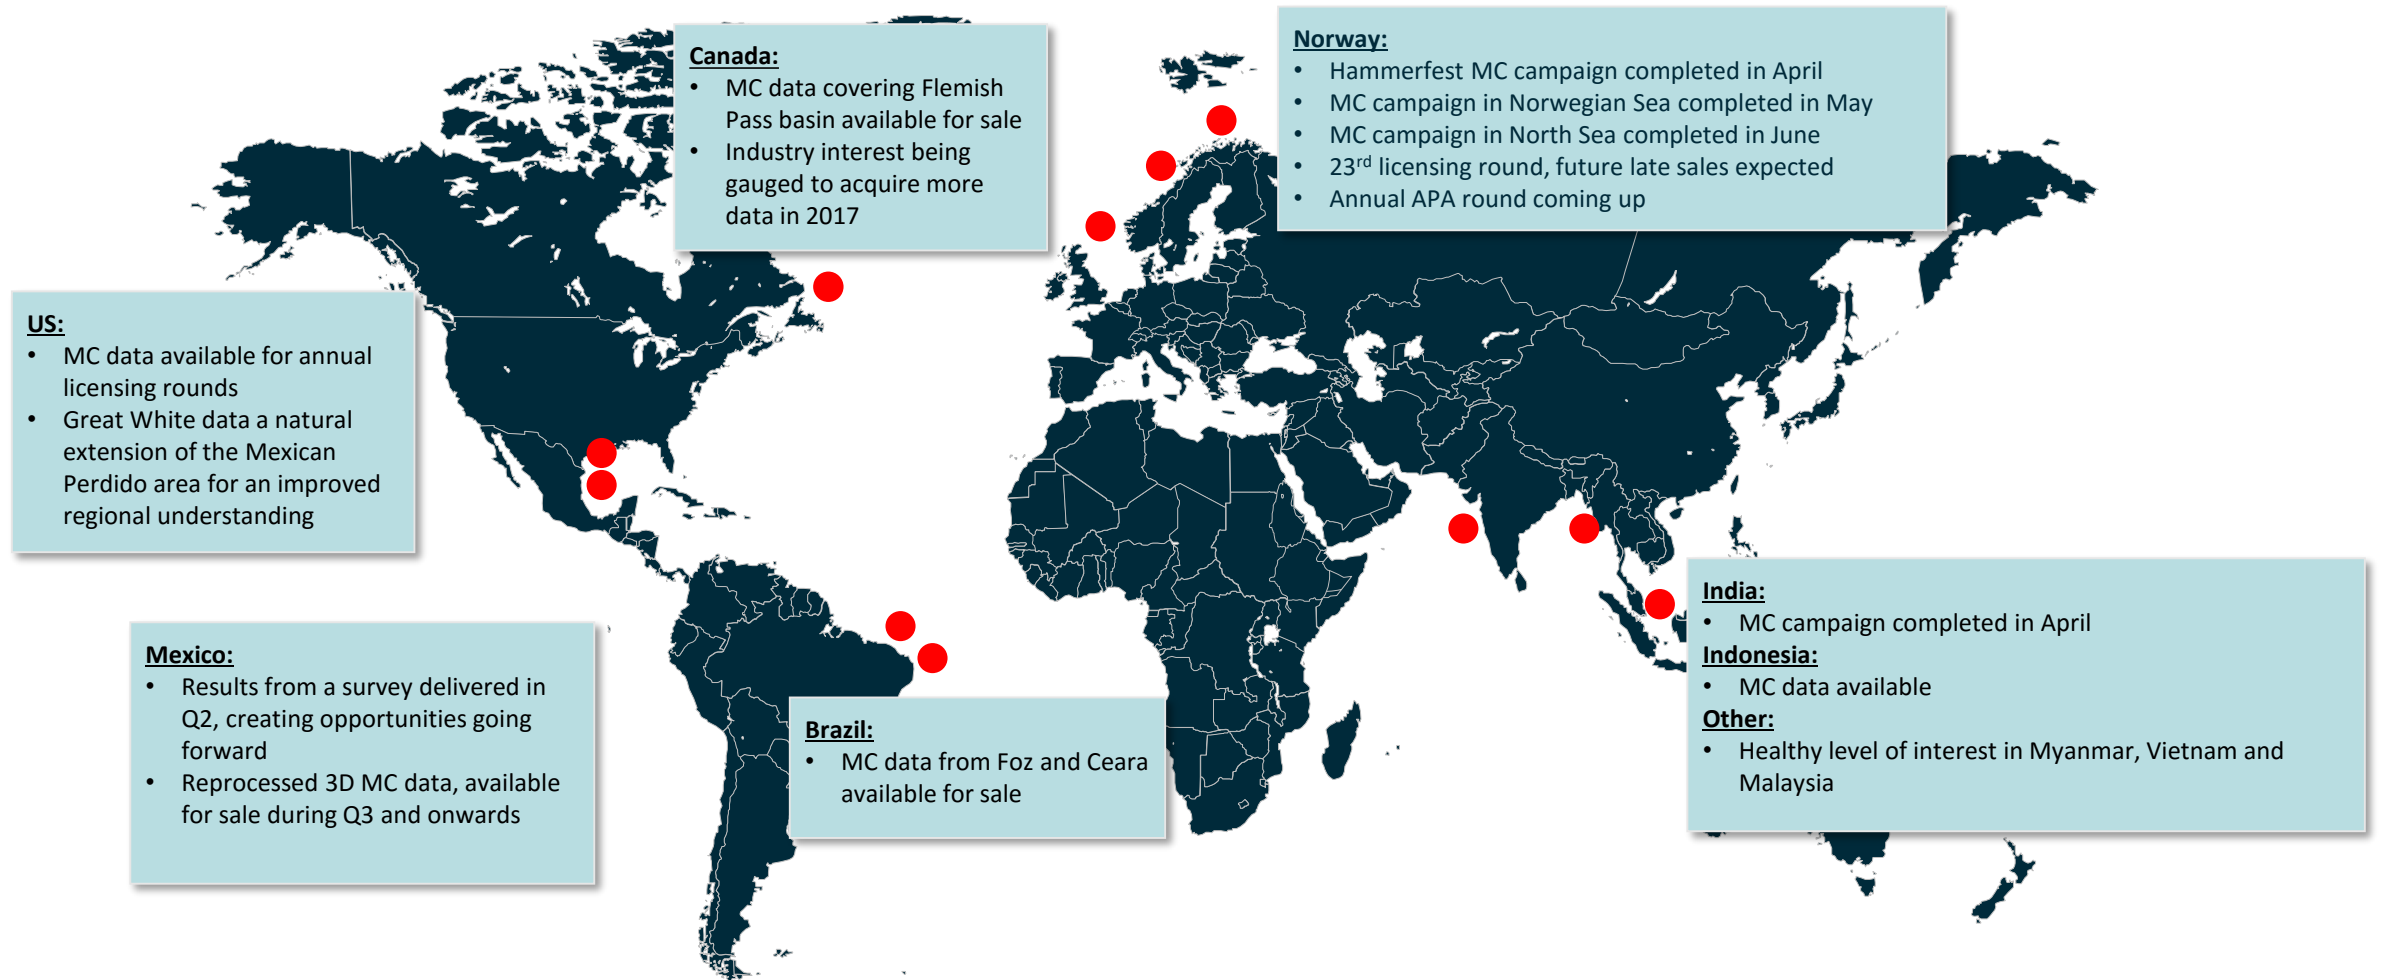 Canada:
• MC data covering Flemish
Pass basin available for sale
• Industry interest being
gauged to acquire more
data in 2017
Norway:
• Hammerfest MC campaign completed in April
• MC campaign in Norwegian Sea completed in May
• MC campaign in North Sea completed in June
• 23rd licensing round, future late sales expected
• Annual APA round coming up
US:
• MC data available for annual
licensing rounds
• Great White data a natural
extension of the Mexican
Perdido area for an improved
regional understanding
Mexico:
• Results from a survey delivered in
Q2, creating opportunities going
forward
• Reprocessed 3D MC data, available
for sale during Q3 and onwards
Brazil:
• MC data from Foz and Ceara
available for sale
India:
• MC campaign completed in April
Indonesia:
• MC data available
Other:
• Healthy level of interest in Myanmar, Vietnam and
Malaysia